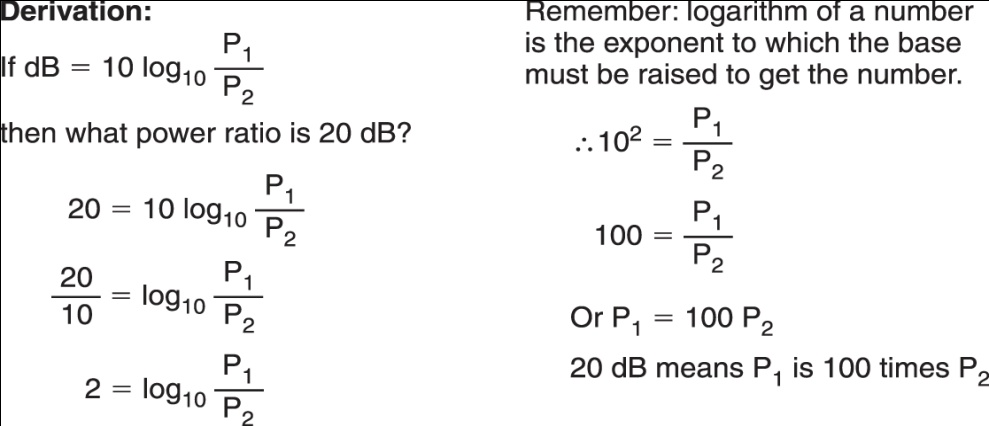 Derivation:
If dB = 10 log₁₀ P₁/P₂
then what power ratio is 20 dB?
20 = 10 log₁₀ P₁/P₂
20/10 = log₁₀ P₁/P₂
2 = log₁₀ P₁/P₂
Remember: logarithm of a number
is the exponent to which the base
must be raised to get the number.
∴ 10² = P₁/P₂
100 = P₁/P₂
Or P₁ = 100 P₂
20 dB means P₁ is 100 times P₂